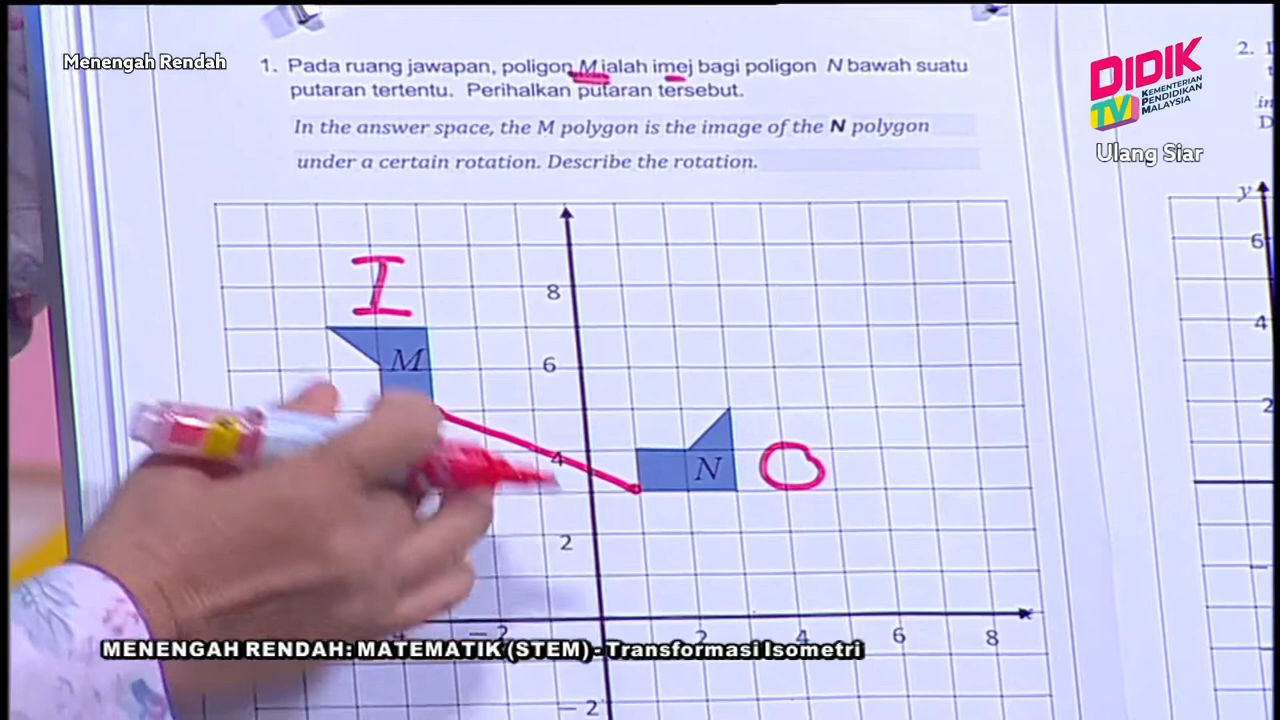 Menengah Rendah
1. Pada ruang jawapan, poligon M ialah imej bagi poligon N bawah suatu
putaran tertentu. Perihalkan putaran tersebut.
In the answer space, the M polygon is the image of the N polygon
under a certain rotation. Describe the rotation.
DIDIK
TV
KEMENTERIAN
PENDIDIKAN
MALAYSIA
Ulang Siar
2.
y
6
4
2
I
8
M
6
4
N
O
2
-2
2
4
6
8
x
-2
MENENGAH RENDAH: MATEMATIK (STEM) - Transformasi Isometri